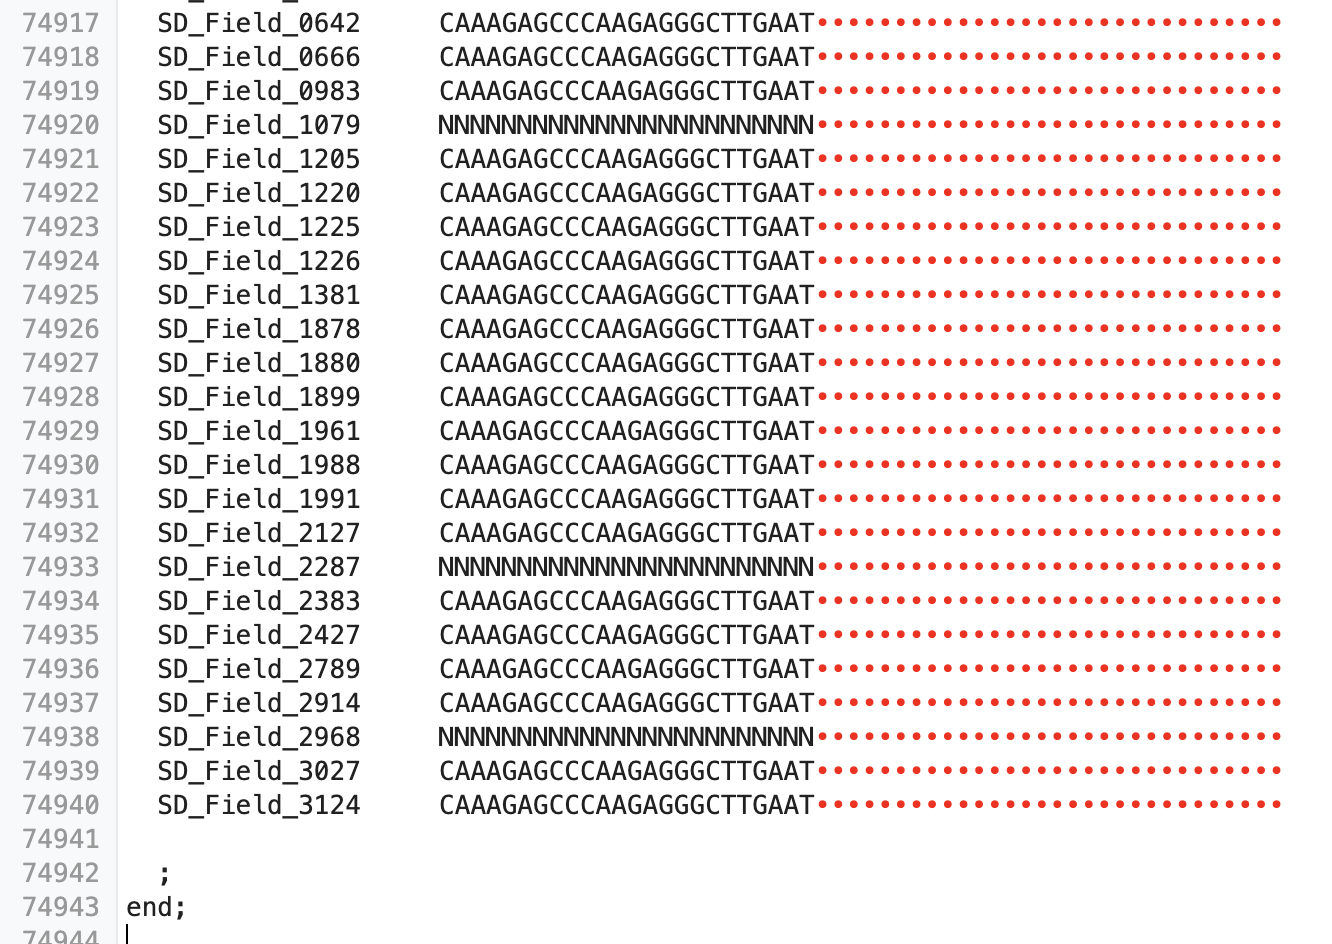 74917 SD_Field_0642 CAAAGAGCCCAAGAGGGCTTGAAT······························
74918 SD_Field_0666 CAAAGAGCCCAAGAGGGCTTGAAT······························
74919 SD_Field_0983 CAAAGAGCCCAAGAGGGCTTGAAT······························
74920 SD_Field_1079 NNNNNNNNNNNNNNNNNNNNNNNN······························
74921 SD_Field_1205 CAAAGAGCCCAAGAGGGCTTGAAT······························
74922 SD_Field_1220 CAAAGAGCCCAAGAGGGCTTGAAT······························
74923 SD_Field_1225 CAAAGAGCCCAAGAGGGCTTGAAT······························
74924 SD_Field_1226 CAAAGAGCCCAAGAGGGCTTGAAT······························
74925 SD_Field_1381 CAAAGAGCCCAAGAGGGCTTGAAT······························
74926 SD_Field_1878 CAAAGAGCCCAAGAGGGCTTGAAT······························
74927 SD_Field_1880 CAAAGAGCCCAAGAGGGCTTGAAT······························
74928 SD_Field_1899 CAAAGAGCCCAAGAGGGCTTGAAT······························
74929 SD_Field_1961 CAAAGAGCCCAAGAGGGCTTGAAT······························
74930 SD_Field_1988 CAAAGAGCCCAAGAGGGCTTGAAT······························
74931 SD_Field_1991 CAAAGAGCCCAAGAGGGCTTGAAT······························
74932 SD_Field_2127 CAAAGAGCCCAAGAGGGCTTGAAT······························
74933 SD_Field_2287 NNNNNNNNNNNNNNNNNNNNNNNN······························
74934 SD_Field_2383 CAAAGAGCCCAAGAGGGCTTGAAT······························
74935 SD_Field_2427 CAAAGAGCCCAAGAGGGCTTGAAT······························
74936 SD_Field_2789 CAAAGAGCCCAAGAGGGCTTGAAT······························
74937 SD_Field_2914 CAAAGAGCCCAAGAGGGCTTGAAT······························
74938 SD_Field_2968 NNNNNNNNNNNNNNNNNNNNNNNN······························
74939 SD_Field_3027 CAAAGAGCCCAAGAGGGCTTGAAT······························
74940 SD_Field_3124 CAAAGAGCCCAAGAGGGCTTGAAT······························
74941
74942 ;
74943 end;
74944